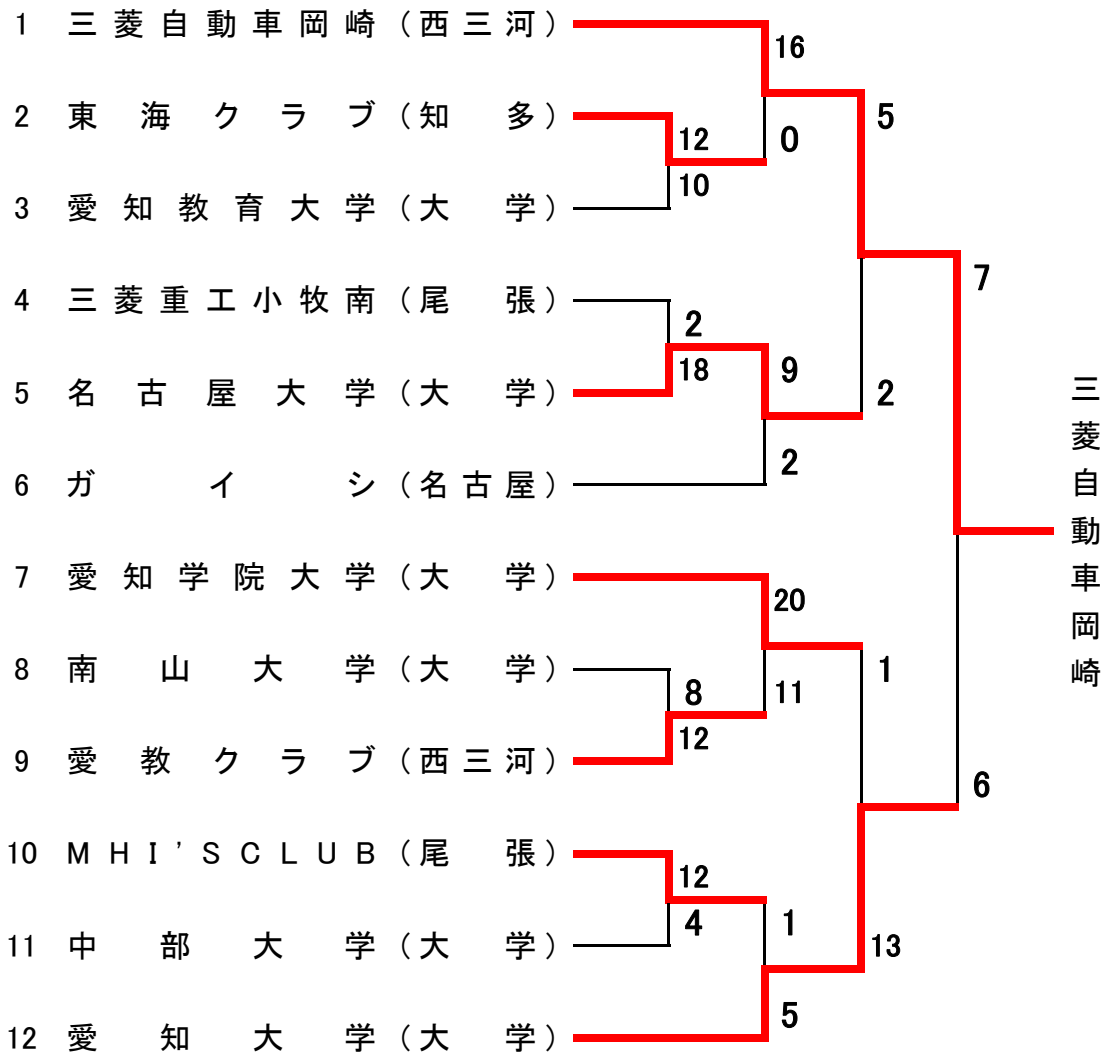 1 三菱自動車岡崎（西三河）
16
2 東海クラブ（知多）
12
0
5
10
3 愛知教育大学（大学）
7
4 三菱重工小牧南（尾張）
2
18
9
2
5 名古屋大学（大学）
2
6 ガイシ（名古屋）
三菱自動車岡崎
7 愛知学院大学（大学）
20
8 南山大学（大学）
8
11
1
12
9 愛教クラブ（西三河）
6
10 MHI'SCLUB（尾張）
12
4
1
13
11 中部大学（大学）
5
12 愛知大学（大学）